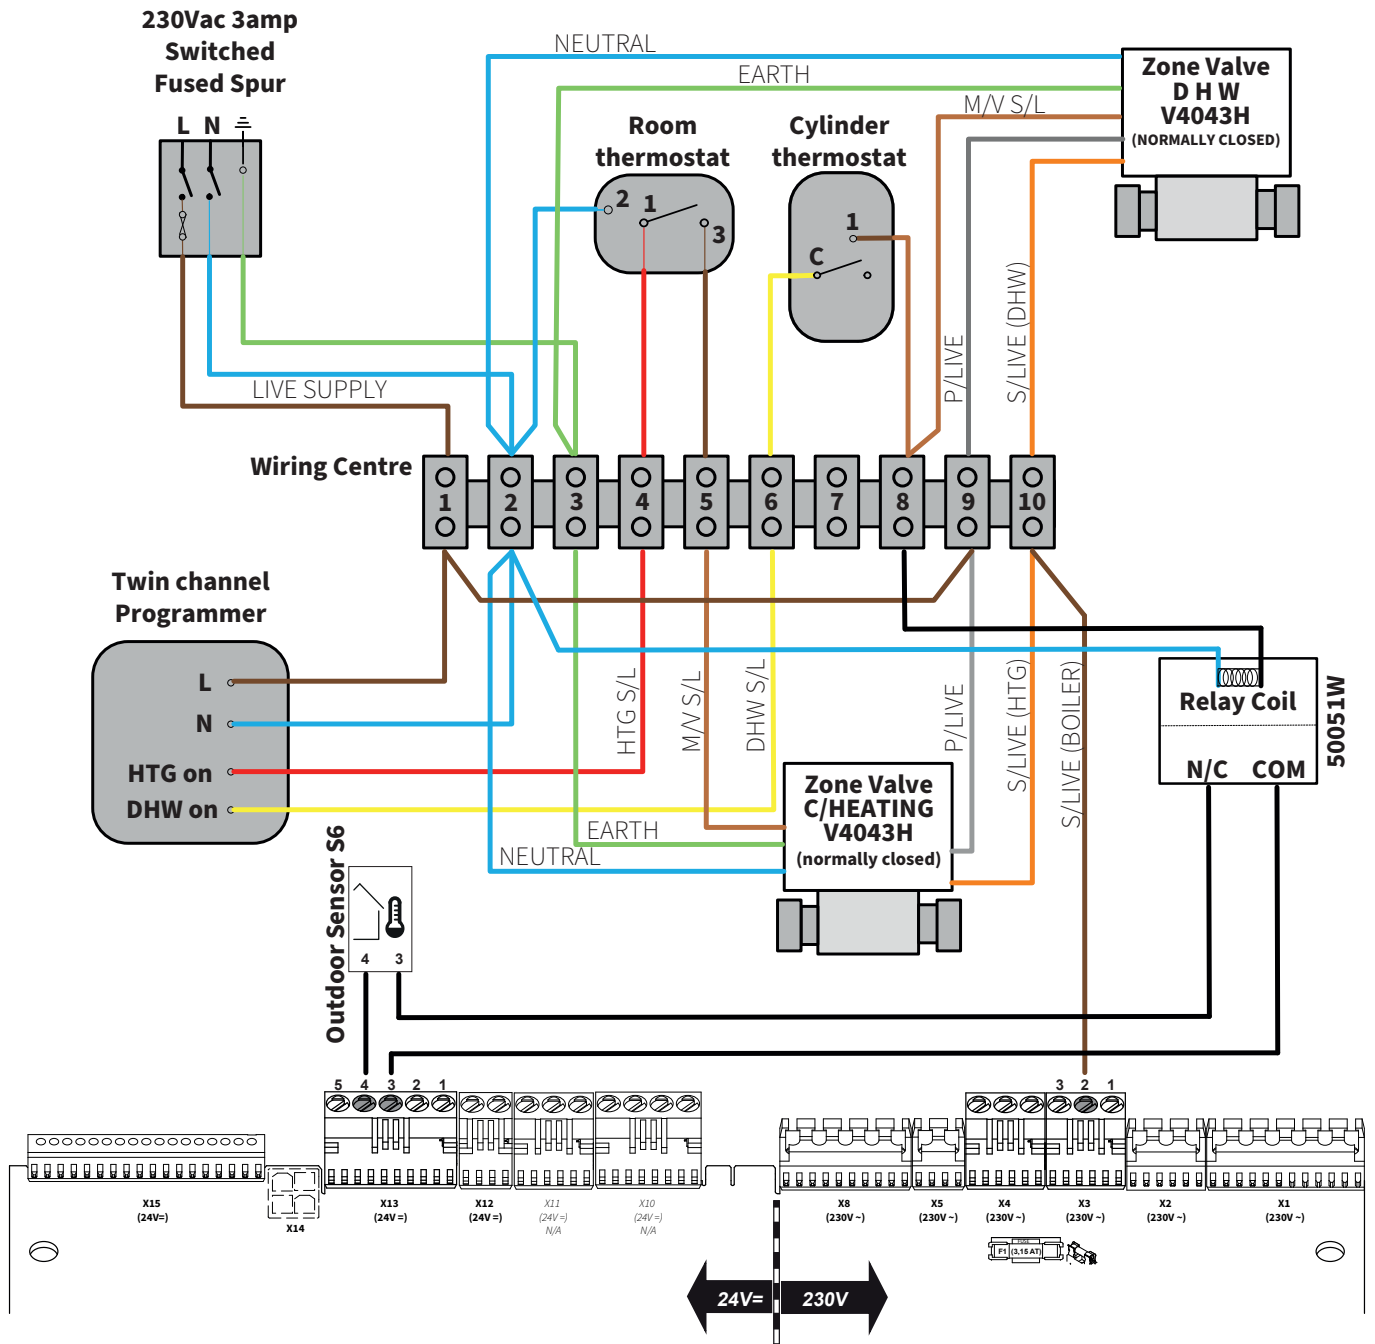 230Vac 3amp
Switched
Fused Spur
L N
NEUTRAL
EARTH
M/V S/L
Zone Valve
D H W
V4043H
(NORMALLY CLOSED)
Room
thermostat
2 1
3
Cylinder
thermostat
1
C
P/LIVE
S/LIVE (DHW)
LIVE SUPPLY
Wiring Centre
1 2 3 4 5 6 7 8 9 10
Twin channel
Programmer
L
N
HTG on
DHW on
HTG S/L
M/V S/L
DHW S/L
P/LIVE
S/LIVE (HTG)
S/LIVE (BOILER)
Relay Coil
N/C COM
50051W
Zone Valve
C/HEATING
V4043H
(normally closed)
EARTH
NEUTRAL
Outdoor Sensor S6
4 3
5 4 3 2 1
3 2 1
X15
(24V=)
X14
X13
(24V =)
X12
(24V =)
X11
(24V =)
N/A
X10
(24V =)
N/A
X8
(230V ~)
X5
(230V ~)
X4
(230V ~)
X3
(230V ~)
X2
(230V ~)
X1
(230V ~)
FUSE
F1 (3,15 AT)
24V= 230V